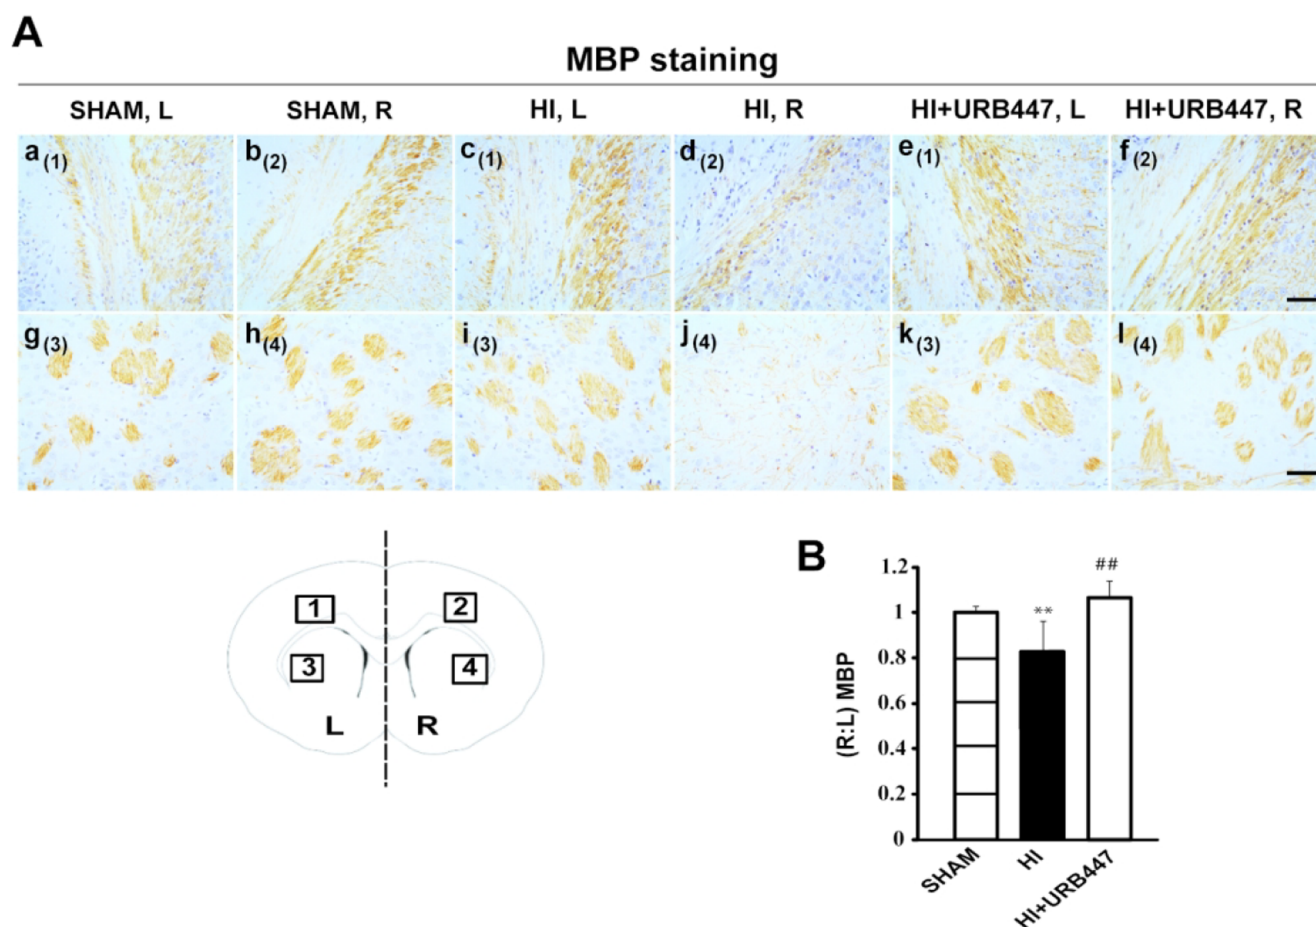 A
MBP staining
SHAM, L SHAM, R HI, L HI, R HI+URB447, L HI+URB447, R
a(1) b(2) c(1) d(2) e(1) f(2)
g(3) h(4) i(3) j(4) k(3) l(4)
1 2
3 4
L R
B
(R:L) MBP
1.2
1
0.8
0.6
0.4
0.2
0
** ##
SHAM HI HI+URB447